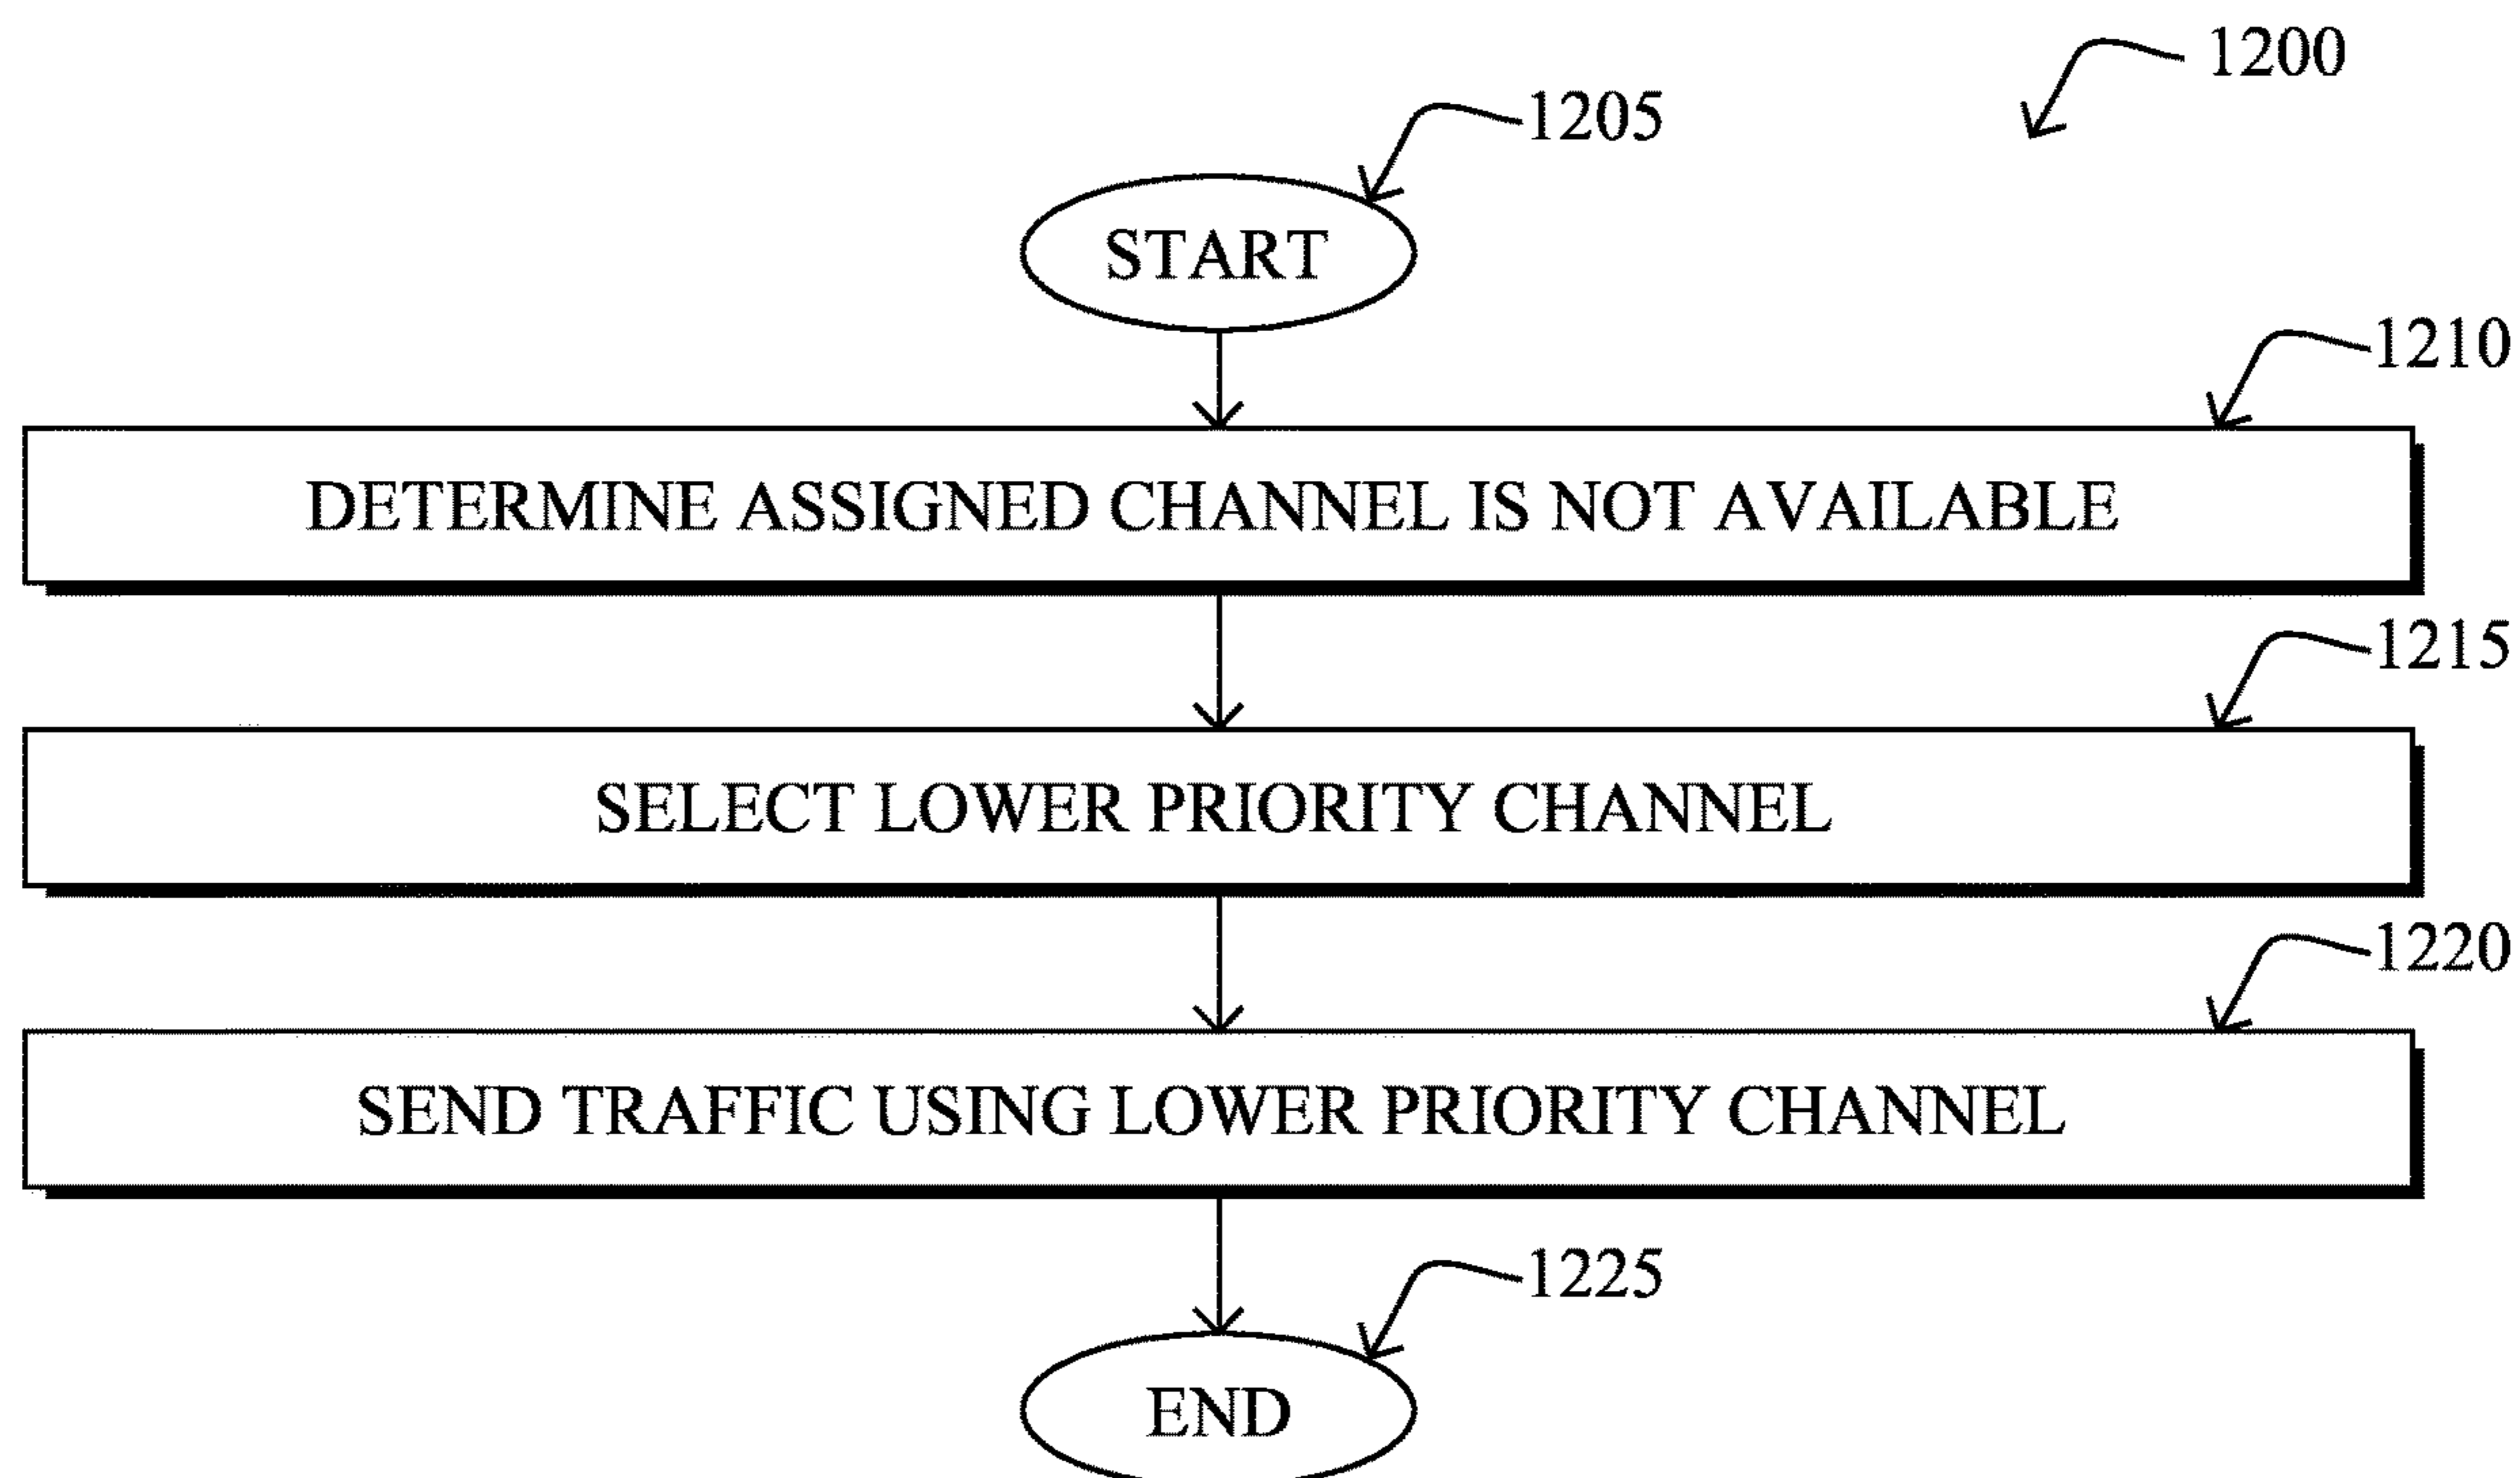 1200
1205
START
1210
DETERMINE ASSIGNED CHANNEL IS NOT AVAILABLE
1215
SELECT LOWER PRIORITY CHANNEL
1220
SEND TRAFFIC USING LOWER PRIORITY CHANNEL
1225
END